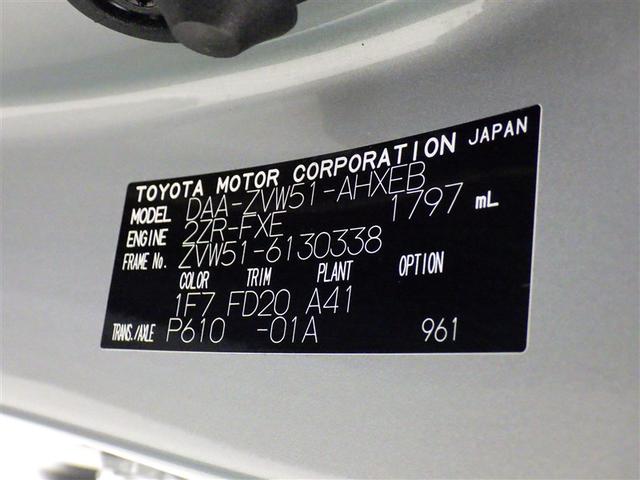 TOYOTA MOTOR CORPORATION JAPAN
MODEL DAA-ZVW51-AHXEB
ENGINE 2ZR-FXE 1797 mL
FRAME No. ZVW51-6130338
COLOR TRIM PLANT OPTION
1F7 FD20 A41
TRANS./AXLE P610 -01A 961